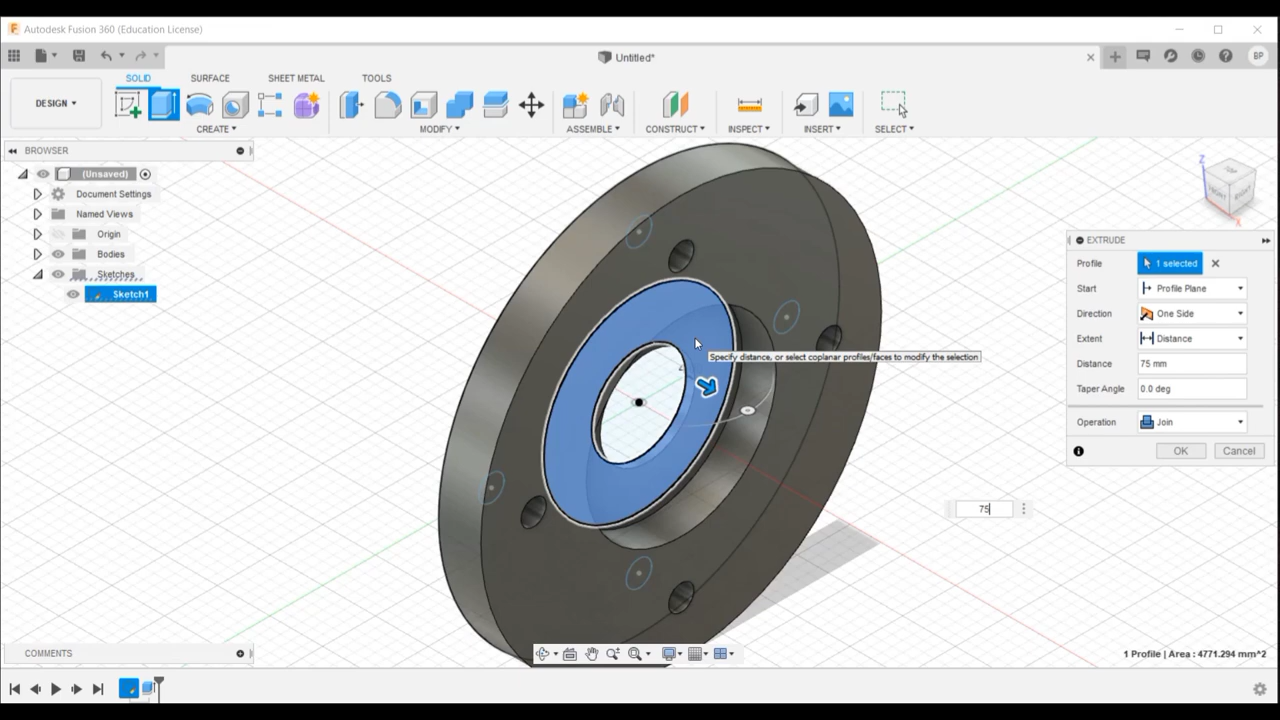 Autodesk Fusion 360 (Education License)
Untitled*
BP
SOLID SURFACE SHEET METAL TOOLS
DESIGN
CREATE MODIFY ASSEMBLE CONSTRUCT INSPECT INSERT SELECT
BROWSER
(Unsaved)
Document Settings
Named Views
Origin
Bodies
Sketches
Sketch1
TOP
FRONT
RIGHT
Z
X
EXTRUDE
Profile 1 selected
Start Profile Plane
Direction One Side
Extent Distance
Distance 75 mm
Taper Angle 0.0 deg
Operation Join
OK Cancel
Specify distance, or select coplanar profiles/faces to modify the selection
75
COMMENTS
1 Profile | Area : 4771.294 mm^2